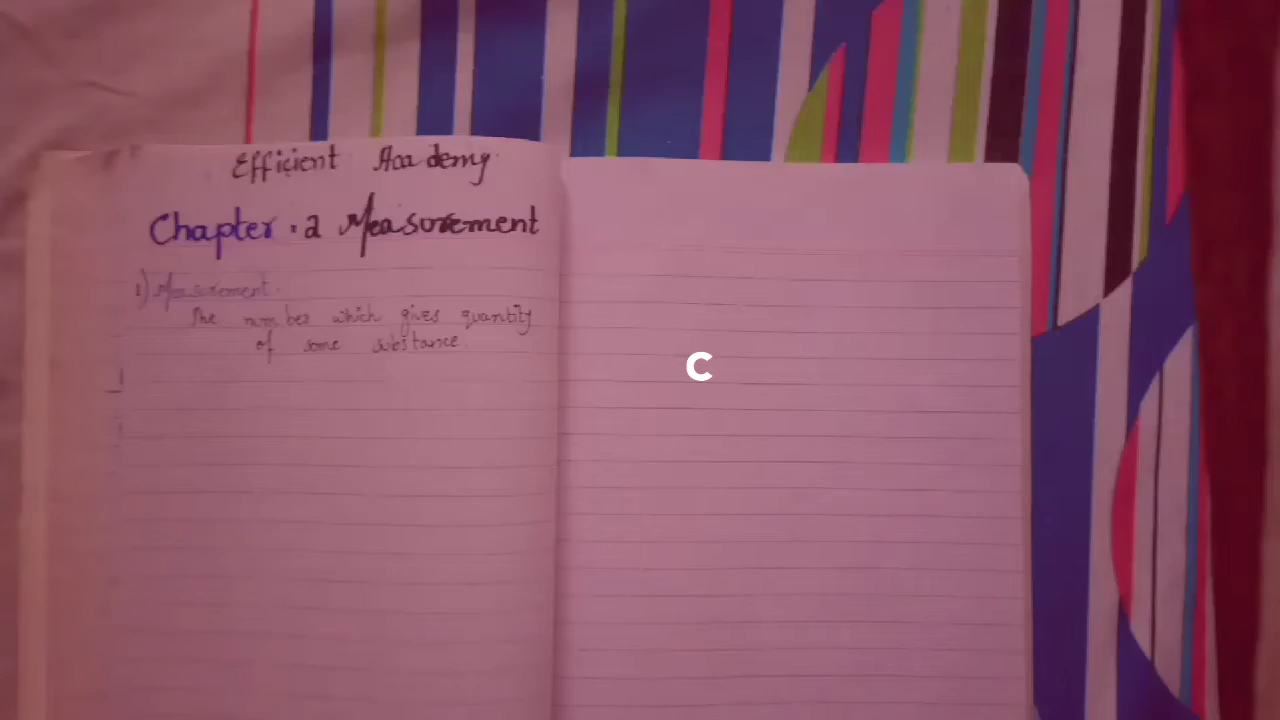 Efficient Academy
Chapter.2 Measurement
1) Measurement.
The number which gives quantity
of some substance.
C